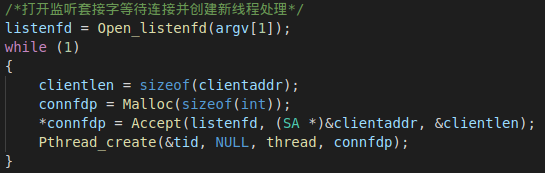 /*打开监听套接字等待连接并创建新线程处理*/
listenfd = Open_listenfd(argv[1]);
while (1)
{
    clientlen = sizeof(clientaddr);
    connfdp = Malloc(sizeof(int));
    *connfdp = Accept(listenfd, (SA *)&clientaddr, &clientlen);
    Pthread_create(&tid, NULL, thread, connfdp);
}